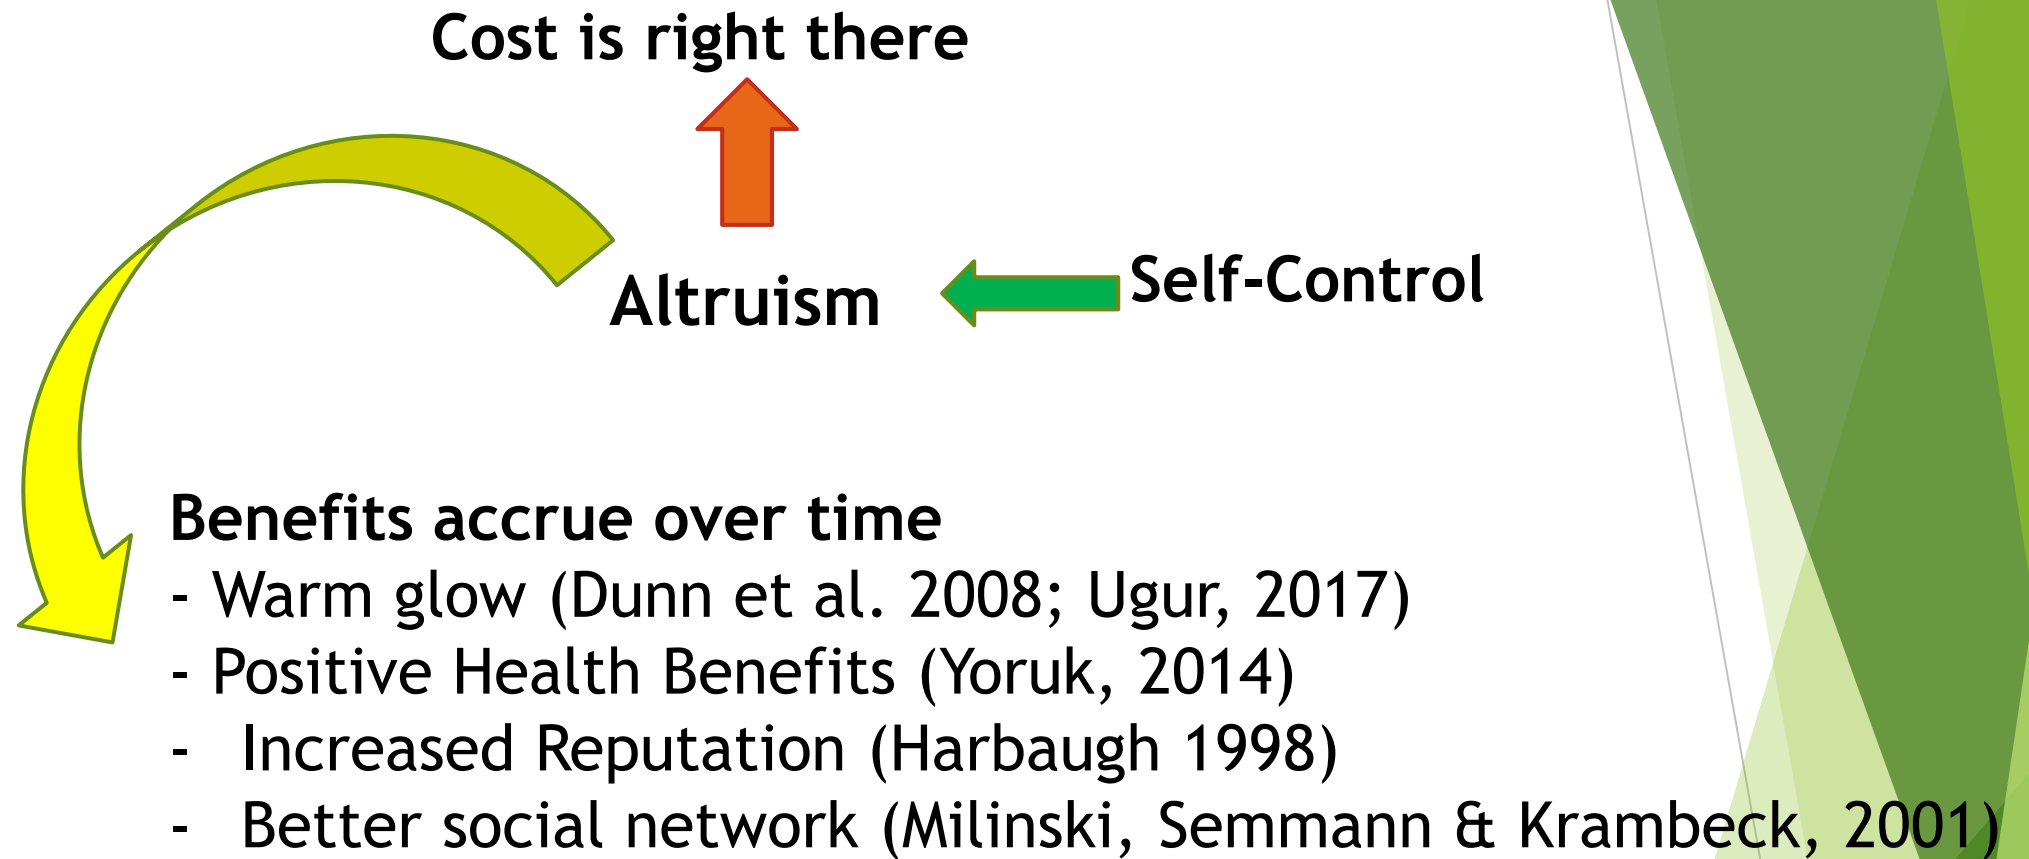 Cost is right there
Altruism
Self-Control
Benefits accrue over time
- Warm glow (Dunn et al. 2008; Ugur, 2017)
- Positive Health Benefits (Yoruk, 2014)
- Increased Reputation (Harbaugh 1998)
- Better social network (Milinski, Semmann & Krambeck, 2001)